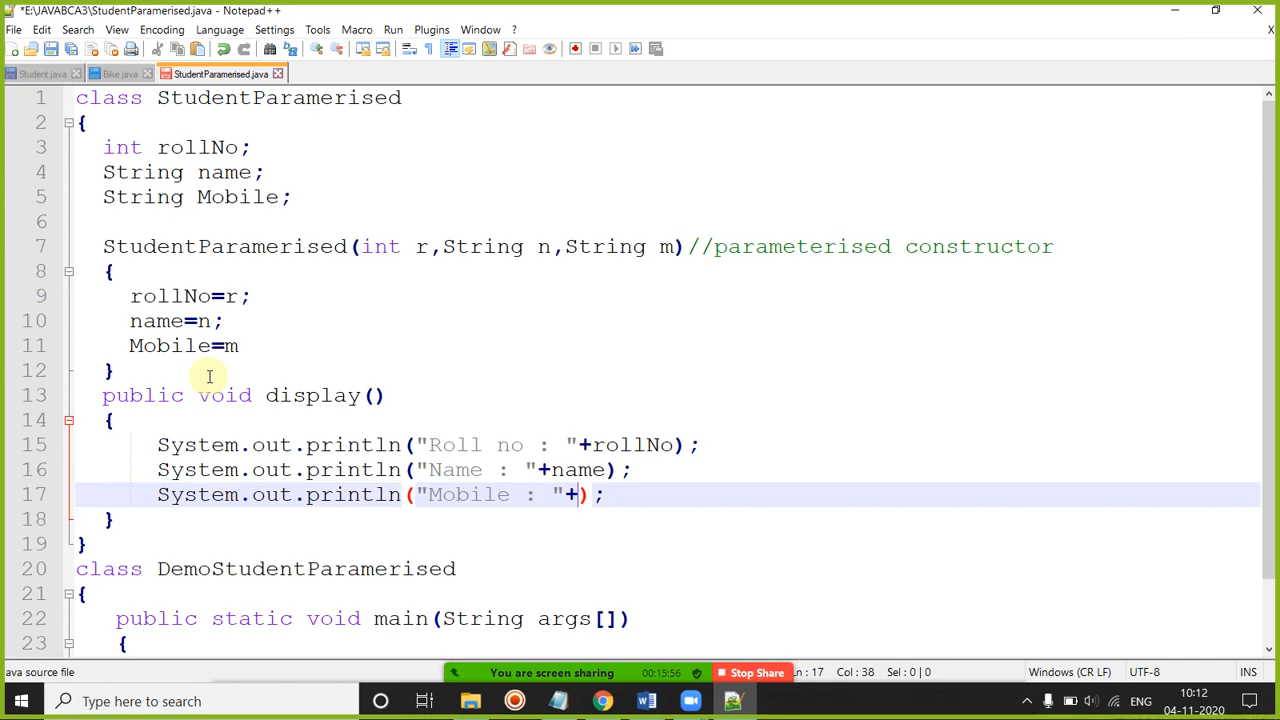 *E:\JAVABCA3\StudentParamerised.java - Notepad++
File Edit Search View Encoding Language Settings Tools Macro Run Plugins Window ? X
Student.java Bike.java StudentParamerised.java
1 class StudentParamerised
2 {
3 int rollNo;
4 String name;
5 String Mobile;
6
7 StudentParamerised(int r,String n,String m)//parameterised constructor
8 {
9 rollNo=r;
10 name=n;
11 Mobile=m
12 }
13 public void display()
14 {
15 System.out.println("Roll no : "+rollNo);
16 System.out.println("Name : "+name);
17 System.out.println("Mobile : "+);
18 }
19 }
20 class DemoStudentParamerised
21 {
22 public static void main(String args[])
23 {
ava source file You are screen sharing 00:15:56 Stop Share Ln : 17 Col : 38 Sel : 0 | 0 Windows (CR LF) UTF-8 INS
Type here to search ENG 10:12
04-11-2020